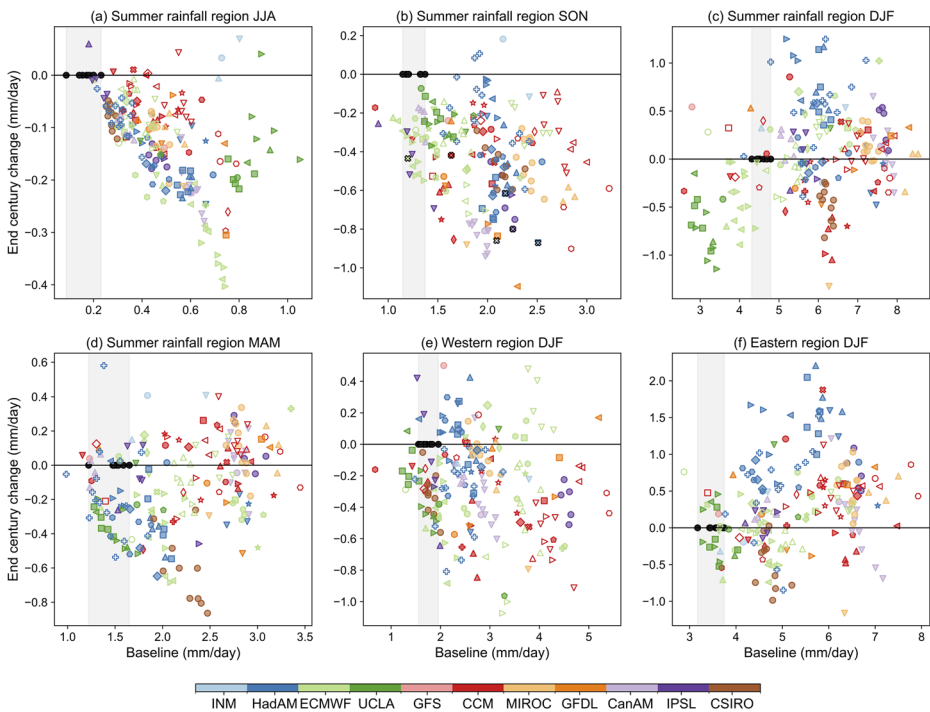 (a) Summer rainfall region JJA
(b) Summer rainfall region SON
(c) Summer rainfall region DJF
End century change (mm/day)
0.0
−0.1
−0.2
−0.3
−0.4
0.2 0.4 0.6 0.8 1.0
0.2
0.0
−0.2
−0.4
−0.6
−0.8
−1.0
1.0 1.5 2.0 2.5 3.0
1.0
0.5
0.0
−0.5
−1.0
3 4 5 6 7 8
(d) Summer rainfall region MAM
(e) Western region DJF
(f) Eastern region DJF
End century change (mm/day)
0.6
0.4
0.2
0.0
−0.2
−0.4
−0.6
−0.8
1.0 1.5 2.0 2.5 3.0 3.5
Baseline (mm/day)
0.4
0.2
0.0
−0.2
−0.4
−0.6
−0.8
−1.0
1 2 3 4 5
Baseline (mm/day)
2.0
1.5
1.0
0.5
0.0
−0.5
−1.0
3 4 5 6 7 8
Baseline (mm/day)
INM HadAM ECMWF UCLA GFS CCM MIROC GFDL CanAM IPSL CSIRO